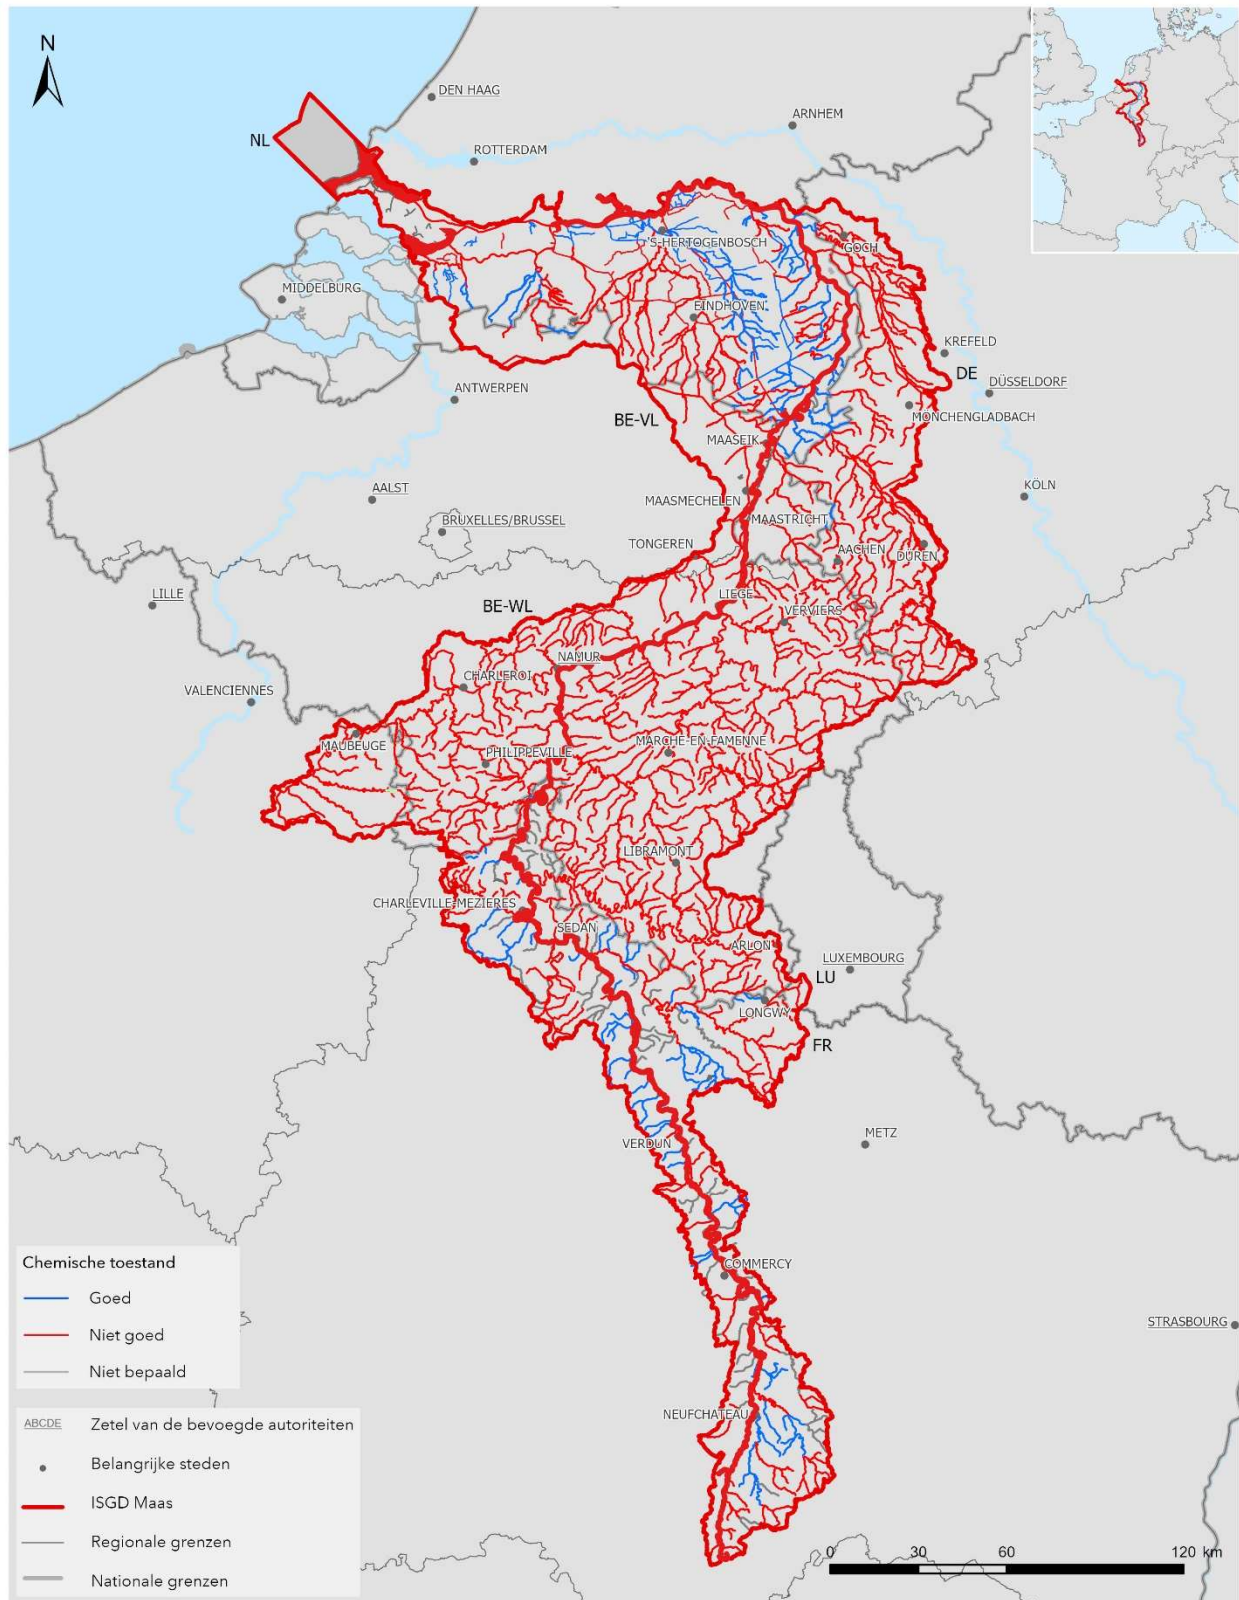 N
DEN HAAG
ARNHEM
NL
ROTTERDAM
'S-HERTOGENBOSCH
GOCH
MIDDELBURG
EINDHOVEN
KREFELD
DE
DÜSSELDORF
ANTWERPEN
BE-VL
MÖNCHENGLADBACH
MAASEIK
AALST
MAASMECHELEN
KÖLN
BRUXELLES/BRUSSEL
MAASTRICHT
TONGEREN
AACHEN
DÜREN
LILLE
LIEGE
BE-WL
VERVIERS
NAMUR
CHARLEROI
VALENCIENNES
MAUBEUGE
PHILIPPEVILLE
MARCHE-EN-FAMENNE
LIBRAMONT
CHARLEVILLE-MEZIERES
SEDAN
ARLON
LUXEMBOURG
LU
LONGWY
FR
METZ
VERDUN
COMMERCY
STRASBOURG
NEUFCHATEAU
Chemische toestand
Goed
Niet goed
Niet bepaald
ABCDE Zetel van de bevoegde autoriteiten
Belangrijke steden
ISGD Maas
Regionale grenzen
Nationale grenzen
0 30 60 120 km